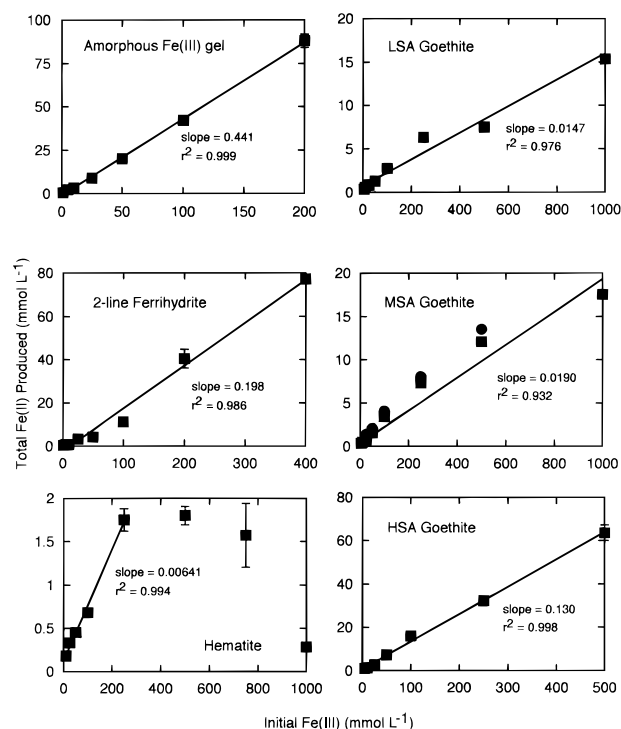 Total Fe(II) Produced (mmol L-1)
100
75
50
25
0
Amorphous Fe(III) gel
slope = 0.441
r2 = 0.999
0 50 100 150 200
20
15
10
5
0
LSA Goethite
slope = 0.0147
r2 = 0.976
0 200 400 600 800 1000
80
60
40
20
0
2-line Ferrihydrite
slope = 0.198
r2 = 0.986
0 100 200 300 400
20
15
10
5
0
MSA Goethite
slope = 0.0190
r2 = 0.932
0 200 400 600 800 1000
2
1.5
1
0.5
0
slope = 0.00641
r2 = 0.994
Hematite
0 200 400 600 800 1000
80
60
40
20
0
HSA Goethite
slope = 0.130
r2 = 0.998
0 100 200 300 400 500
Initial Fe(III) (mmol L-1)